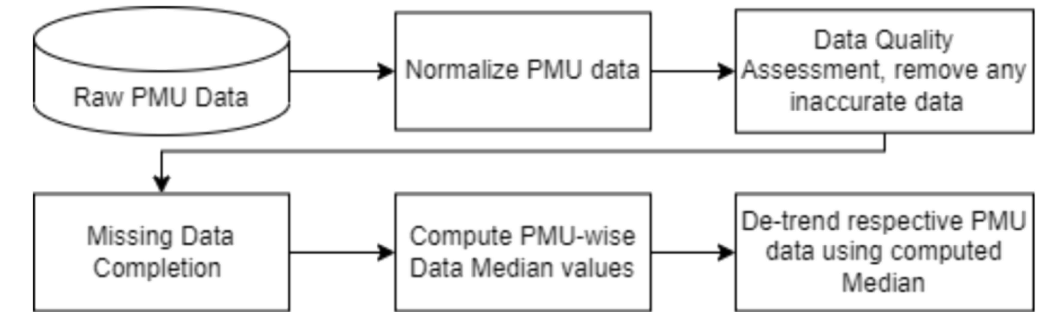 Raw PMU Data
Normalize PMU data
Data Quality
Assessment, remove any
inaccurate data
Missing Data
Completion
Compute PMU-wise
Data Median values
De-trend respective PMU
data using computed
Median